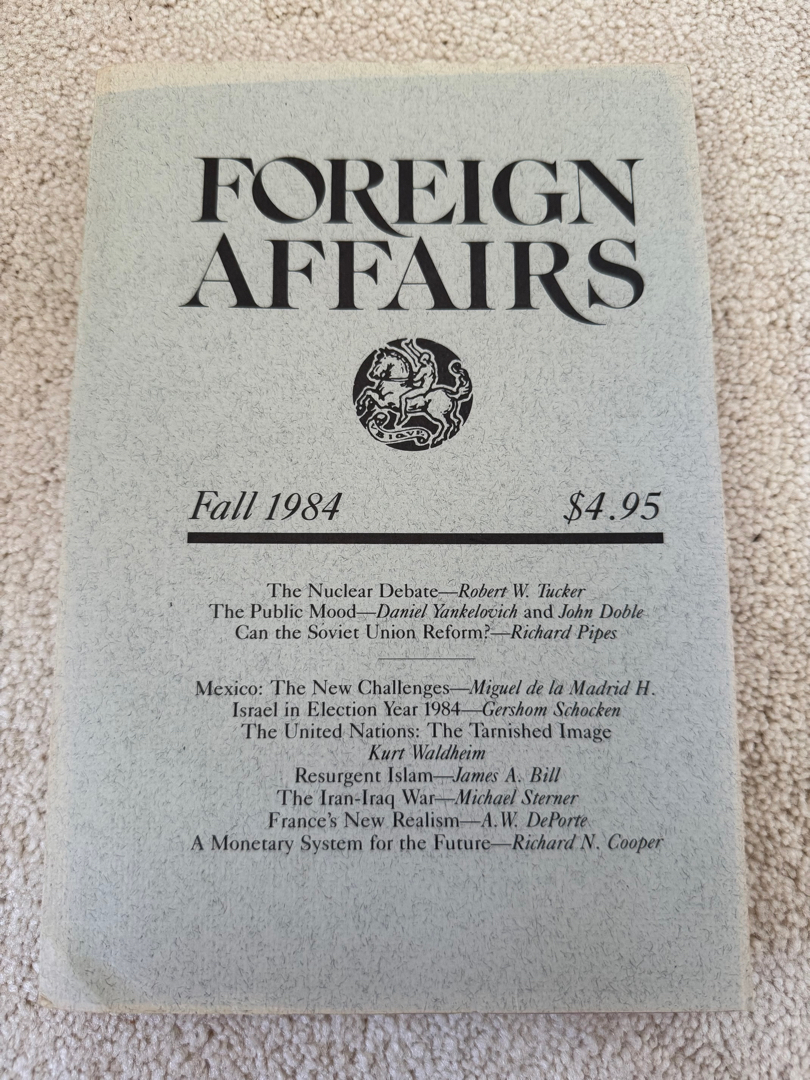 FOREIGN
AFFAIRS
VBIQVE
Fall 1984 $4.95
The Nuclear Debate—Robert W. Tucker
The Public Mood—Daniel Yankelovich and John Doble
Can the Soviet Union Reform?—Richard Pipes
Mexico: The New Challenges—Miguel de la Madrid H.
Israel in Election Year 1984—Gershom Schocken
The United Nations: The Tarnished Image
Kurt Waldheim
Resurgent Islam—James A. Bill
The Iran-Iraq War—Michael Sterner
France's New Realism—A.W. DePorte
A Monetary System for the Future—Richard N. Cooper